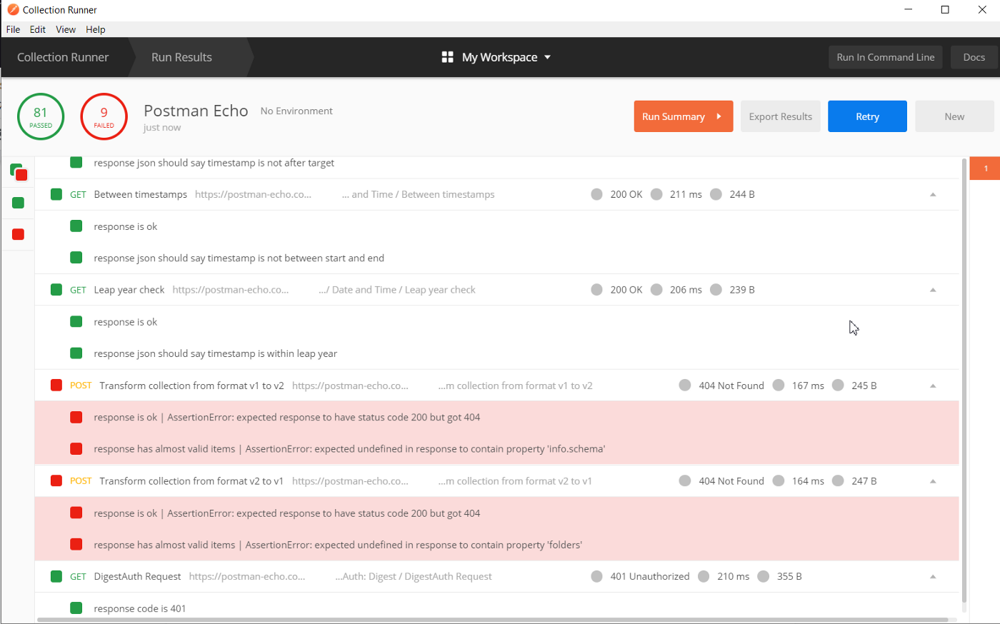 Collection Runner
File Edit View Help
Collection Runner Run Results My Workspace Run In Command Line Docs
81 PASSED
9 FAILED
Postman Echo No Environment
just now
Run Summary Export Results Retry New
1
response json should say timestamp is not after target
GET Between timestamps https://postman-echo.co... ... and Time / Between timestamps 200 OK 211 ms 244 B
response is ok
response json should say timestamp is not between start and end
GET Leap year check https://postman-echo.co... .../ Date and Time / Leap year check 200 OK 206 ms 239 B
response is ok
response json should say timestamp is within leap year
POST Transform collection from format v1 to v2 https://postman-echo.co... ...m collection from format v1 to v2 404 Not Found 167 ms 245 B
response is ok | AssertionError: expected response to have status code 200 but got 404
response has almost valid items | AssertionError: expected undefined in response to contain property 'info.schema'
POST Transform collection from format v2 to v1 https://postman-echo.co... ...m collection from format v2 to v1 404 Not Found 164 ms 247 B
response is ok | AssertionError: expected response to have status code 200 but got 404
response has almost valid items | AssertionError: expected undefined in response to contain property 'folders'
GET DigestAuth Request https://postman-echo.co... ...Auth: Digest / DigestAuth Request 401 Unauthorized 210 ms 355 B
response code is 401